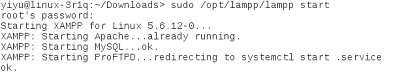 yiyu@linux-3r1q:~/Downloads> sudo /opt/lampp/lampp start
root's password:
Starting XAMPP for Linux 5.6.12-0...
XAMPP: Starting Apache...already running.
XAMPP: Starting MySQL...ok.
XAMPP: Starting ProFTPD...redirecting to systemctl start .service
ok.